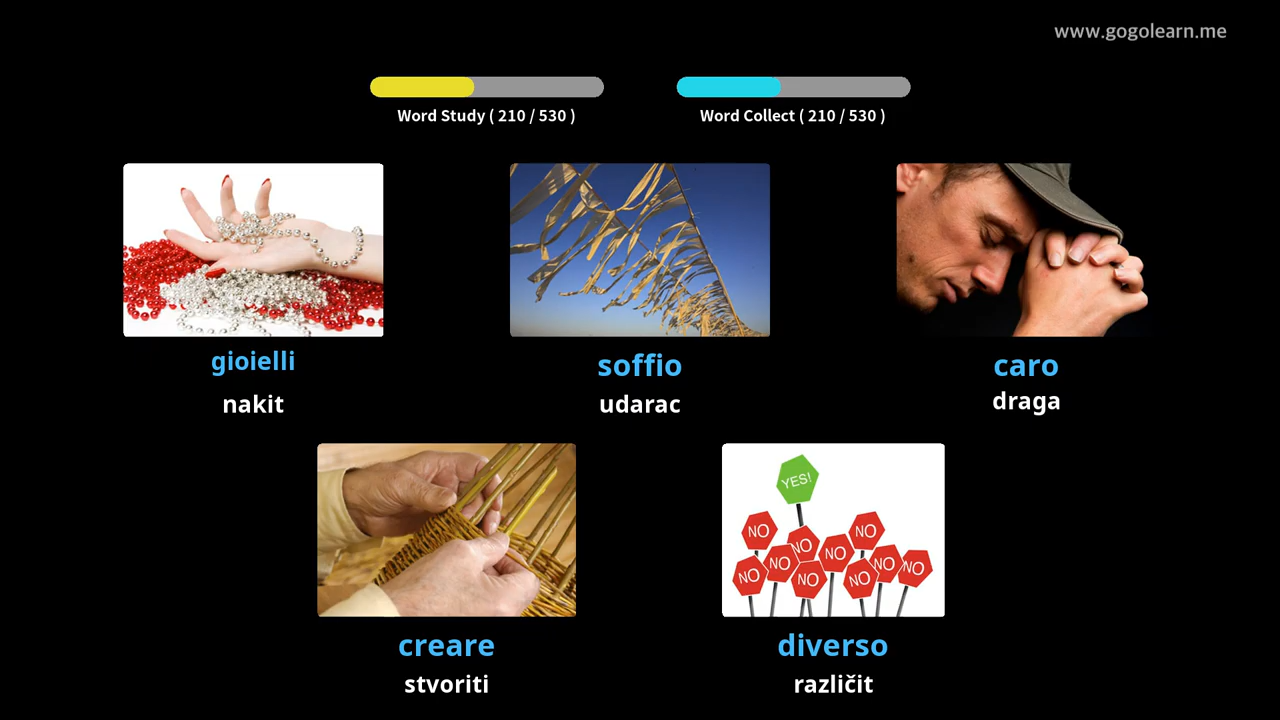 www.gogolearn.me
Word Study ( 210 / 530 )
Word Collect ( 210 / 530 )
gioielli
soffio
caro
nakit
udarac
draga
YES!
NO
NO
NO
NO
NO
NO
NO
NO
NO
NO
creare
diverso
stvoriti
različit